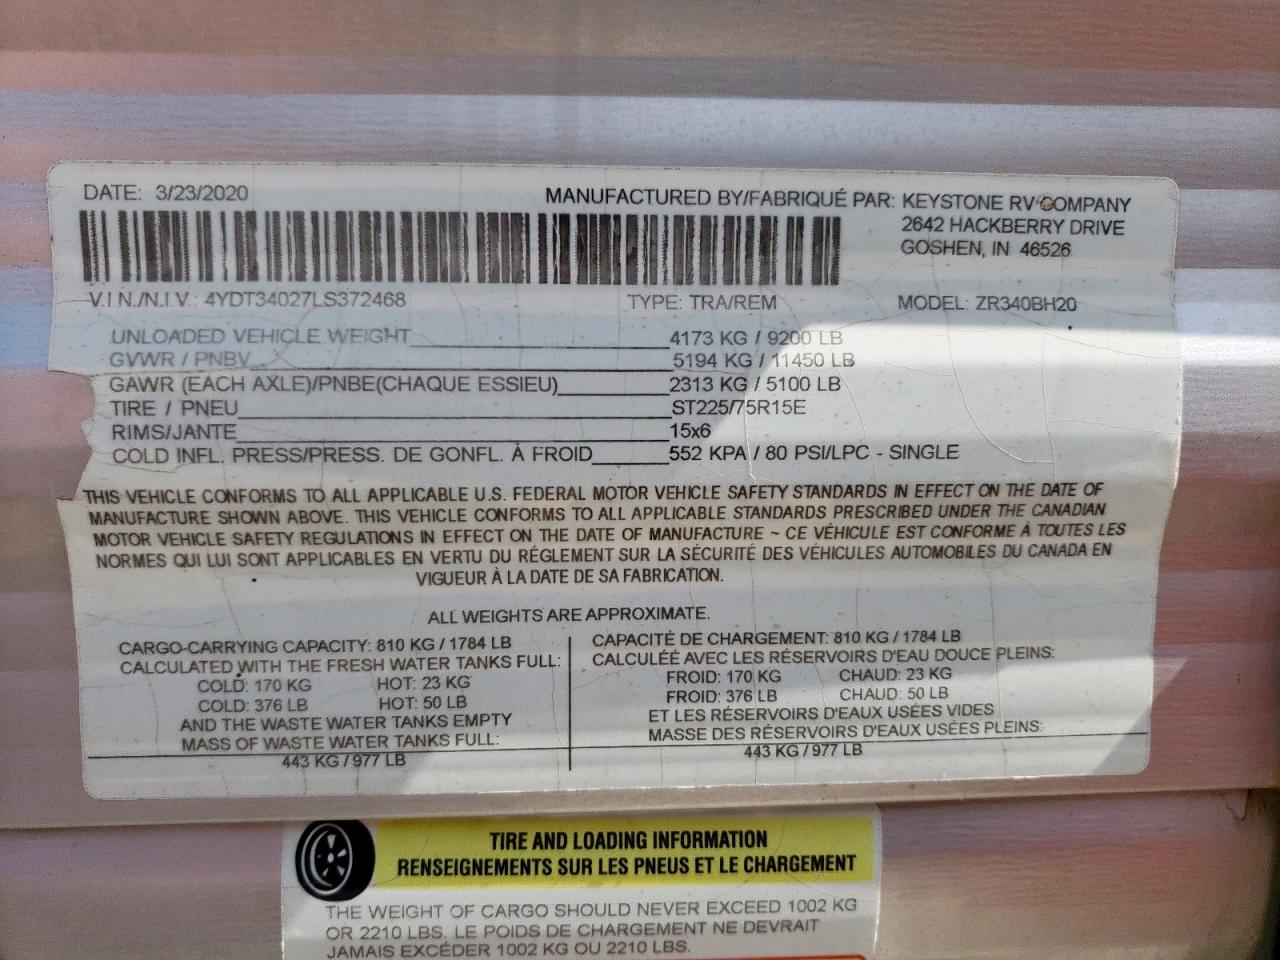 DATE: 3/23/2020
MANUFACTURED BY/FABRIQUÉ PAR: KEYSTONE RV COMPANY
2642 HACKBERRY DRIVE
GOSHEN, IN 46526
V.I.N./N.I.V.: 4YDT34027LS372468 TYPE: TRA/REM MODEL: ZR340BH20
UNLOADED VEHICLE WEIGHT 4173 KG / 9200 LB
GVWR / PNBV 5194 KG / 11450 LB
GAWR (EACH AXLE)/PNBE(CHAQUE ESSIEU) 2313 KG / 5100 LB
TIRE / PNEU ST225/75R15E
RIMS/JANTE 15x6
COLD INFL. PRESS/PRESS. DE GONFL. À FROID 552 KPA / 80 PSI/LPC - SINGLE
THIS VEHICLE CONFORMS TO ALL APPLICABLE U.S. FEDERAL MOTOR VEHICLE SAFETY STANDARDS IN EFFECT ON THE DATE OF
MANUFACTURE SHOWN ABOVE. THIS VEHICLE CONFORMS TO ALL APPLICABLE STANDARDS PRESCRIBED UNDER THE CANADIAN
MOTOR VEHICLE SAFETY REGULATIONS IN EFFECT ON THE DATE OF MANUFACTURE ~ CE VÉHICULE EST CONFORME À TOUTES LES
NORMES QUI LUI SONT APPLICABLES EN VERTU DU RÉGLEMENT SUR LA SÉCURITÉ DES VÉHICULES AUTOMOBILES DU CANADA EN
VIGUEUR À LA DATE DE SA FABRICATION.
ALL WEIGHTS ARE APPROXIMATE.
CARGO-CARRYING CAPACITY: 810 KG / 1784 LB
CALCULATED WITH THE FRESH WATER TANKS FULL:
COLD: 170 KG HOT: 23 KG
COLD: 376 LB HOT: 50 LB
AND THE WASTE WATER TANKS EMPTY
MASS OF WASTE WATER TANKS FULL:
443 KG / 977 LB
CAPACITÉ DE CHARGEMENT: 810 KG / 1784 LB
CALCULÉE AVEC LES RÉSERVOIRS D'EAU DOUCE PLEINS:
FROID: 170 KG CHAUD: 23 KG
FROID: 376 LB CHAUD: 50 LB
ET LES RÉSERVOIRS D'EAUX USÉES VIDES
MASSE DES RÉSERVOIRS D'EAUX USÉES PLEINS:
443 KG / 977 LB
TIRE AND LOADING INFORMATION
RENSEIGNEMENTS SUR LES PNEUS ET LE CHARGEMENT
THE WEIGHT OF CARGO SHOULD NEVER EXCEED 1002 KG
OR 2210 LBS. LE POIDS DE CHARGEMENT NE DEVRAIT
JAMAIS EXCÉDER 1002 KG OU 2210 LBS.